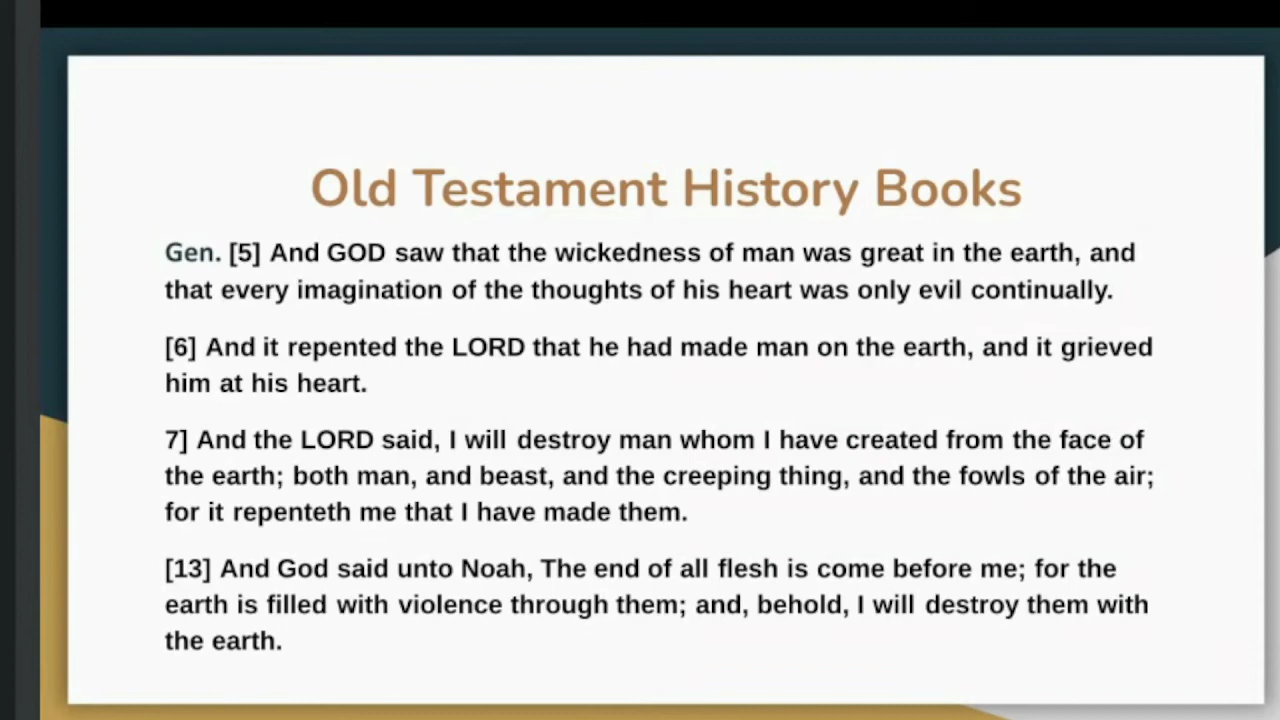 Old Testament History Books
Gen. [5] And GOD saw that the wickedness of man was great in the earth, and
that every imagination of the thoughts of his heart was only evil continually.
[6] And it repented the LORD that he had made man on the earth, and it grieved
him at his heart.
7] And the LORD said, I will destroy man whom I have created from the face of
the earth; both man, and beast, and the creeping thing, and the fowls of the air;
for it repenteth me that I have made them.
[13] And God said unto Noah, The end of all flesh is come before me; for the
earth is filled with violence through them; and, behold, I will destroy them with
the earth.